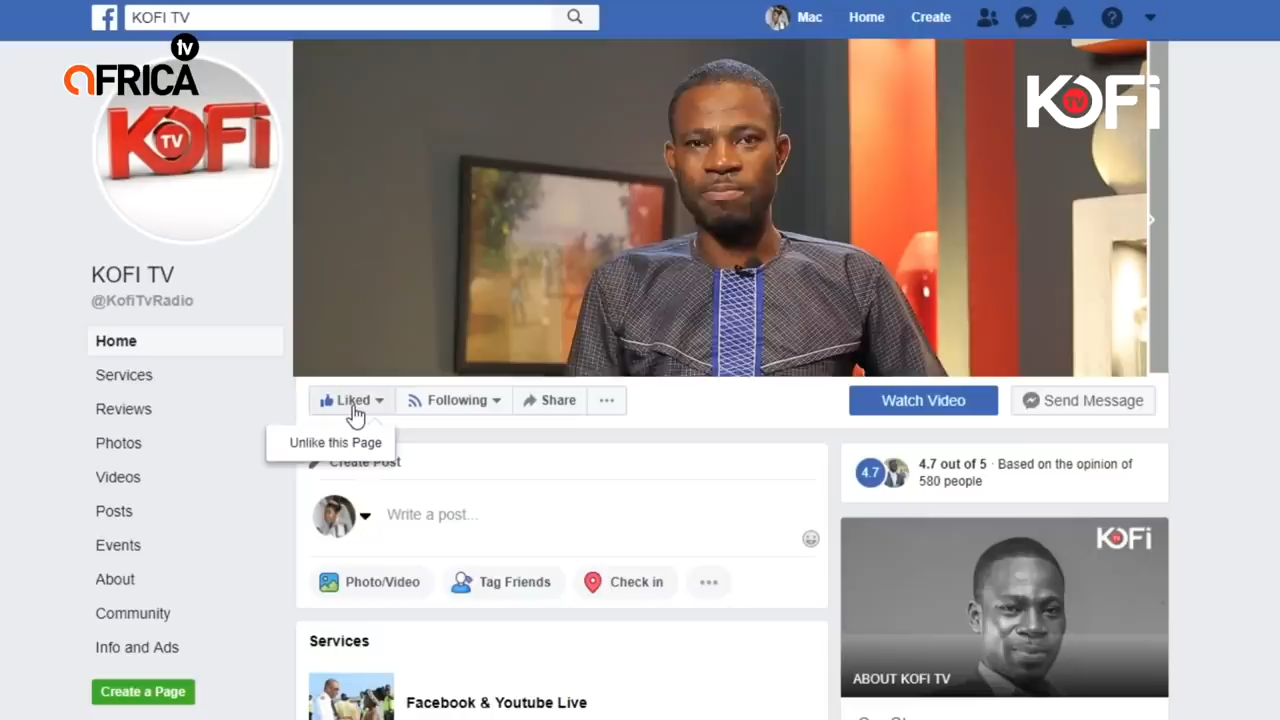 KOFI TV
Mac
Home
Create
tv
AFRICA
KOFi
TV
KOFi
TV
KOFI TV
@KofiTvRadio
Home
Services
Reviews
Photos
Videos
Posts
Events
About
Community
Info and Ads
Create a Page
Liked
Following
Share
Watch Video
Send Message
Unlike this Page
Create Post
Write a post...
Photo/Video
Tag Friends
Check in
Services
Facebook & Youtube Live
4.7
4.7 out of 5 · Based on the opinion of
580 people
KOFi
ABOUT KOFI TV